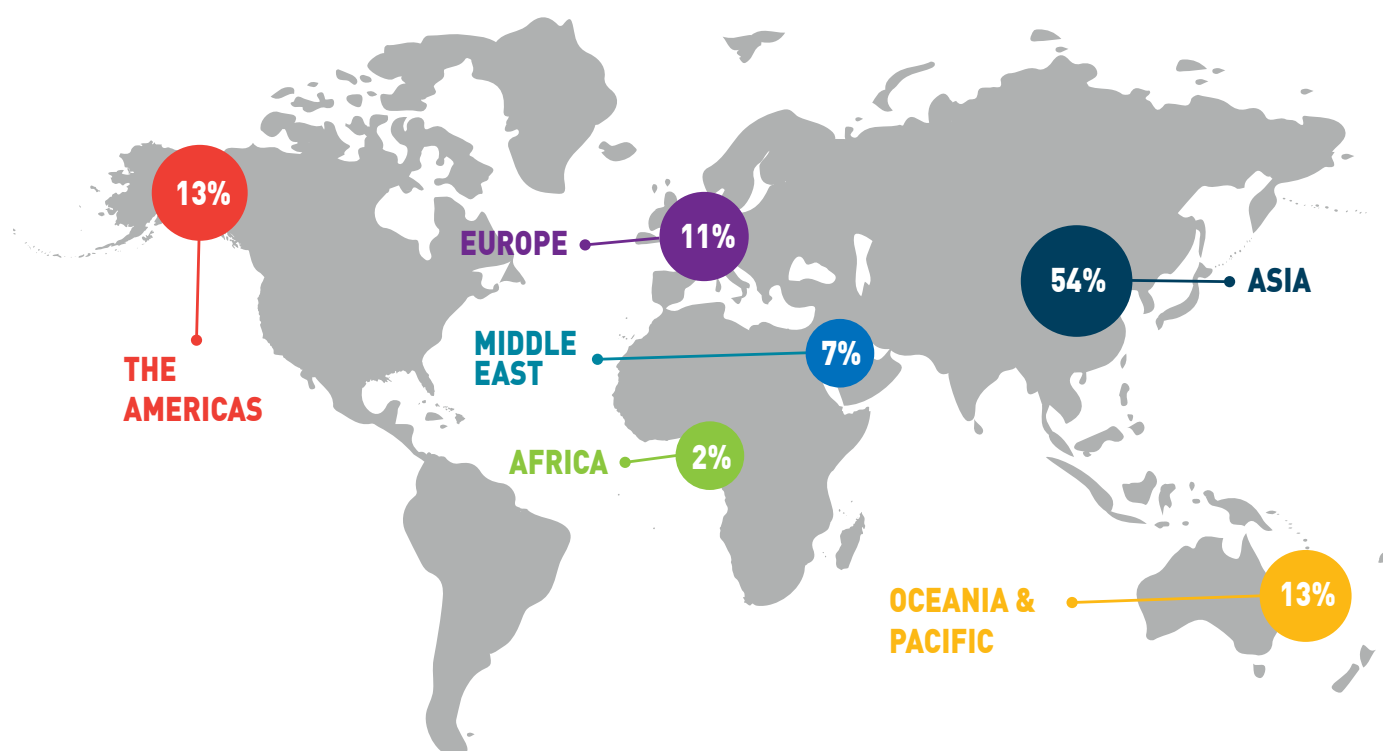 13%
THE
AMERICAS
EUROPE
11%
54%
ASIA
MIDDLE
EAST
7%
AFRICA
2%
OCEANIA &
PACIFIC
13%